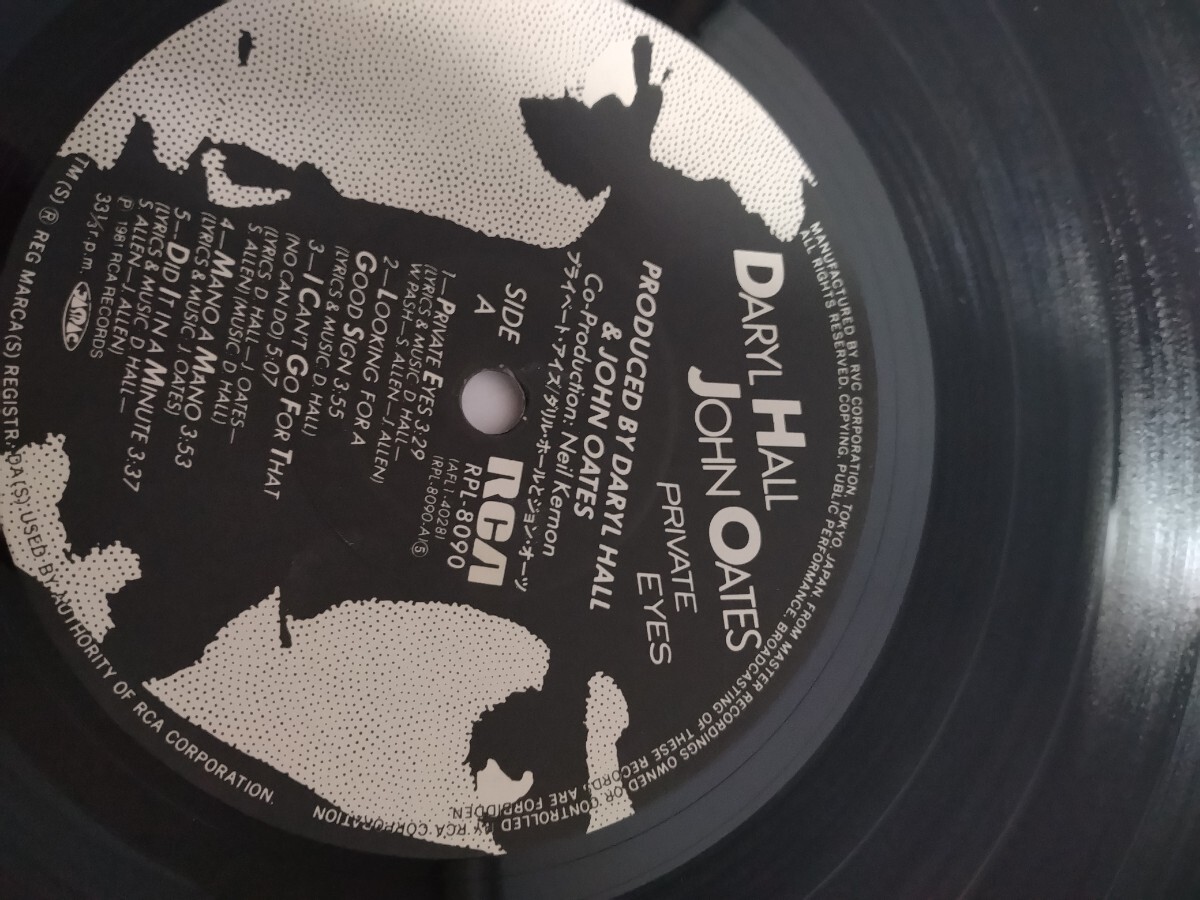 MANUFACTURED BY RVC CORPORATION, TOKYO, JAPAN FROM MASTER RECORDINGS OWNED OR CONTROLLED BY RCA CORPORATION
ALL RIGHTS RESERVED. COPYING, PUBLIC PERFORMANCE, BROADCASTING OF THESE RECORDS ARE FORBIDDEN.
DARYL HALL
JOHN OATES
PRIVATE
EYES
PRODUCED BY DARYL HALL
& JOHN OATES
Co-Production: Neil Kernon
プライベート・アイズ/ダリル・ホールとジョン・オーツ
SIDE
A
RCA
RPL-8090
(AFL1-4028)
(RPL-8090-A)Ⓢ
1—PRIVATE EYES 3:29
(LYRICS & MUSIC D. HALL—
W. PASH—S. ALLEN—J. ALLEN)
2—LOOKING FOR A
GOOD SIGN 3:55
(LYRICS & MUSIC: D. HALL)
3—I CAN'T GO FOR THAT
(NO CAN DO) 5:07
(LYRICS D. HALL—J. OATES—
S. ALLEN) (MUSIC: D. HALL)
4—MANO A MANO 3:53
(LYRICS & MUSIC J. OATES)
5—DID IT IN A MINUTE 3:37
(LYRICS & MUSIC D. HALL—
S. ALLEN—J. ALLEN)
Ⓟ 1981 RCA RECORDS
33⅓ r.p.m.
TM(S) ® REG. MARCA(S) REGISTRADA(S). USED BY AUTHORITY OF RCA CORPORATION.